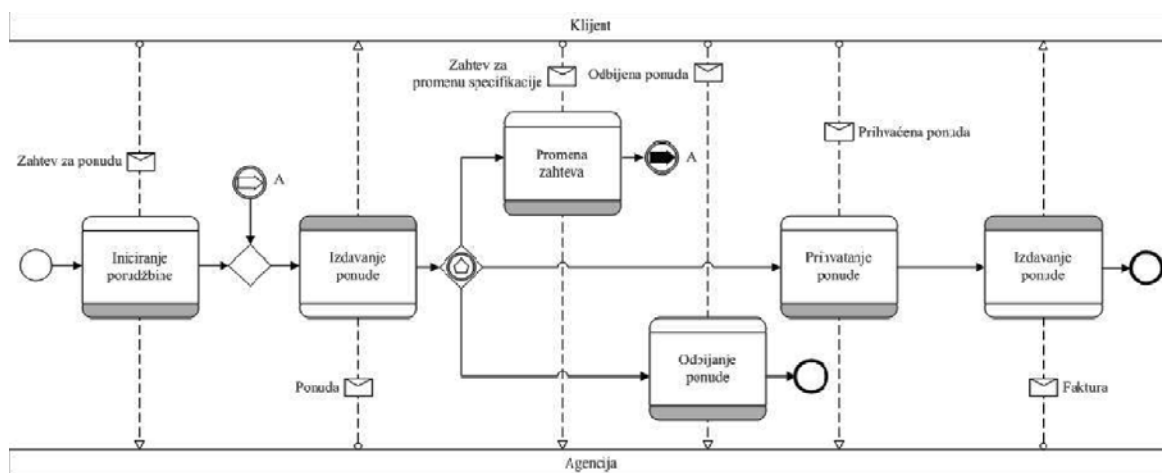 Klijent
Zahtev za
promenu specifikacije
Odbijena ponuda
Prihvaćena ponuda
Zahtev za ponudu
Promena
zahteva
A
A
Iniciranje
porudžbine
Izdavanje
ponude
Prihvatanje
ponude
Izdavanje
ponude
Odbijanje
ponude
Ponuda
Faktura
Agencija